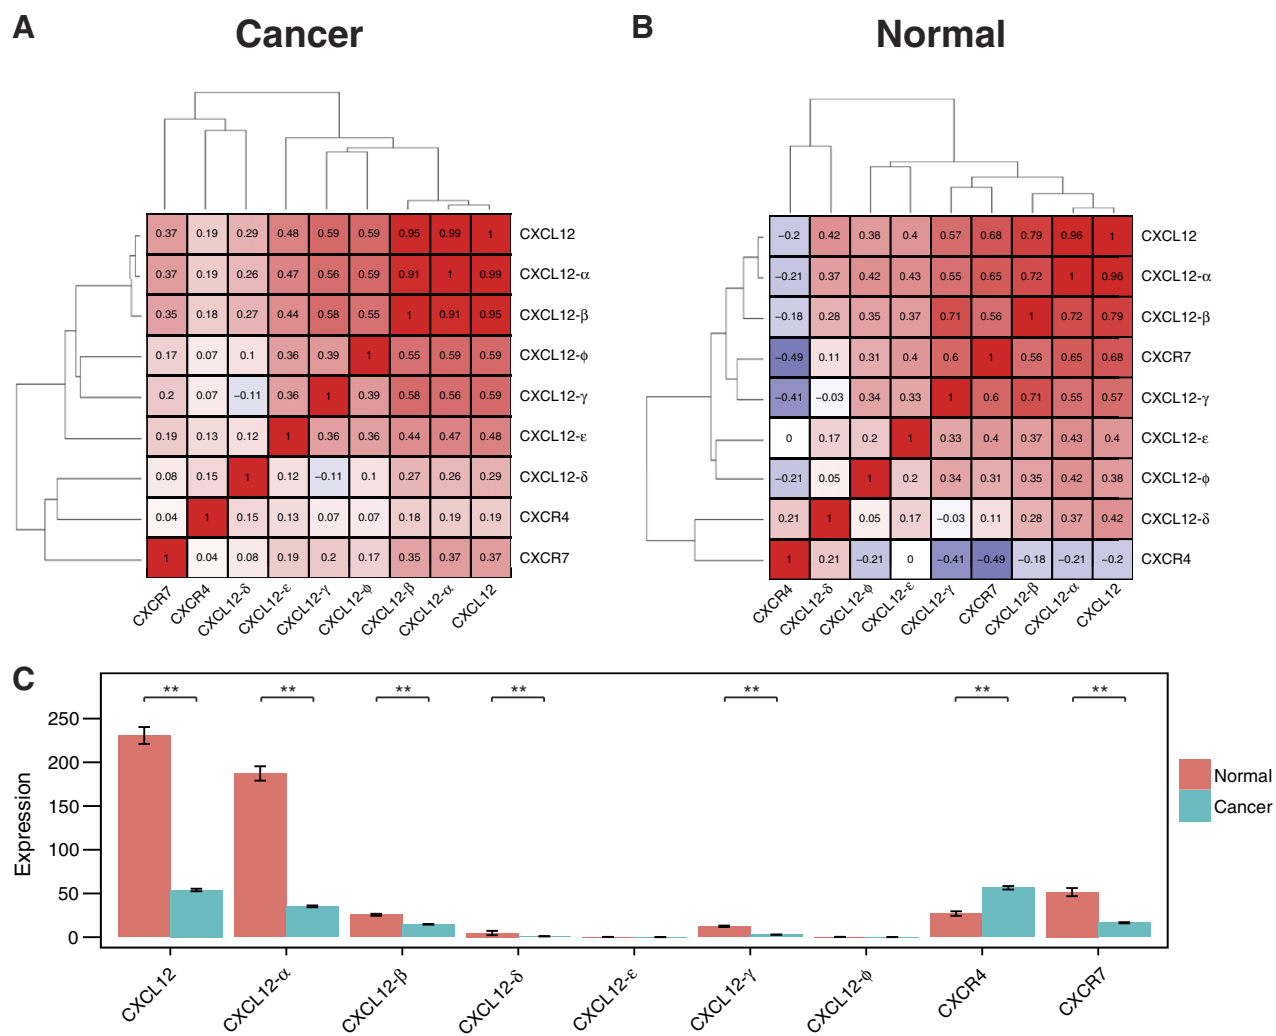 A
Cancer
0.37 0.19 0.29 0.48 0.59 0.59 0.95 0.99 1 CXCL12
0.37 0.19 0.26 0.47 0.56 0.59 0.91 1 0.99 CXCL12-α
0.35 0.18 0.27 0.44 0.58 0.55 1 0.91 0.95 CXCL12-β
0.17 0.07 0.1 0.36 0.39 1 0.55 0.59 0.59 CXCL12-ϕ
0.2 0.07 −0.11 0.36 1 0.39 0.58 0.56 0.59 CXCL12-γ
0.19 0.13 0.12 1 0.36 0.36 0.44 0.47 0.48 CXCL12-ε
0.08 0.15 1 0.12 −0.11 0.1 0.27 0.26 0.29 CXCL12-δ
0.04 1 0.15 0.13 0.07 0.07 0.18 0.19 0.19 CXCR4
1 0.04 0.08 0.19 0.2 0.17 0.35 0.37 0.37 CXCR7
CXCR7 CXCR4 CXCL12-δ CXCL12-ε CXCL12-γ CXCL12-ϕ CXCL12-β CXCL12-α CXCL12
B
Normal
−0.2 0.42 0.38 0.4 0.57 0.68 0.79 0.96 1 CXCL12
−0.21 0.37 0.42 0.43 0.55 0.65 0.72 1 0.96 CXCL12-α
−0.18 0.28 0.35 0.37 0.71 0.56 1 0.72 0.79 CXCL12-β
−0.49 0.11 0.31 0.4 0.6 1 0.56 0.65 0.68 CXCR7
−0.41 −0.03 0.34 0.33 1 0.6 0.71 0.55 0.57 CXCL12-γ
0 0.17 0.2 1 0.33 0.4 0.37 0.43 0.4 CXCL12-ε
−0.21 0.05 1 0.2 0.34 0.31 0.35 0.42 0.38 CXCL12-ϕ
0.21 1 0.05 0.17 −0.03 0.11 0.28 0.37 0.42 CXCL12-δ
1 0.21 −0.21 0 −0.41 −0.49 −0.18 −0.21 −0.2 CXCR4
CXCR4 CXCL12-δ CXCL12-ϕ CXCL12-ε CXCL12-γ CXCR7 CXCL12-β CXCL12-α CXCL12
C
** ** ** ** ** ** **
Expression
250
200
150
100
50
0
CXCL12 CXCL12-α CXCL12-β CXCL12-δ CXCL12-ε CXCL12-γ CXCL12-ϕ CXCR4 CXCR7
Normal
Cancer